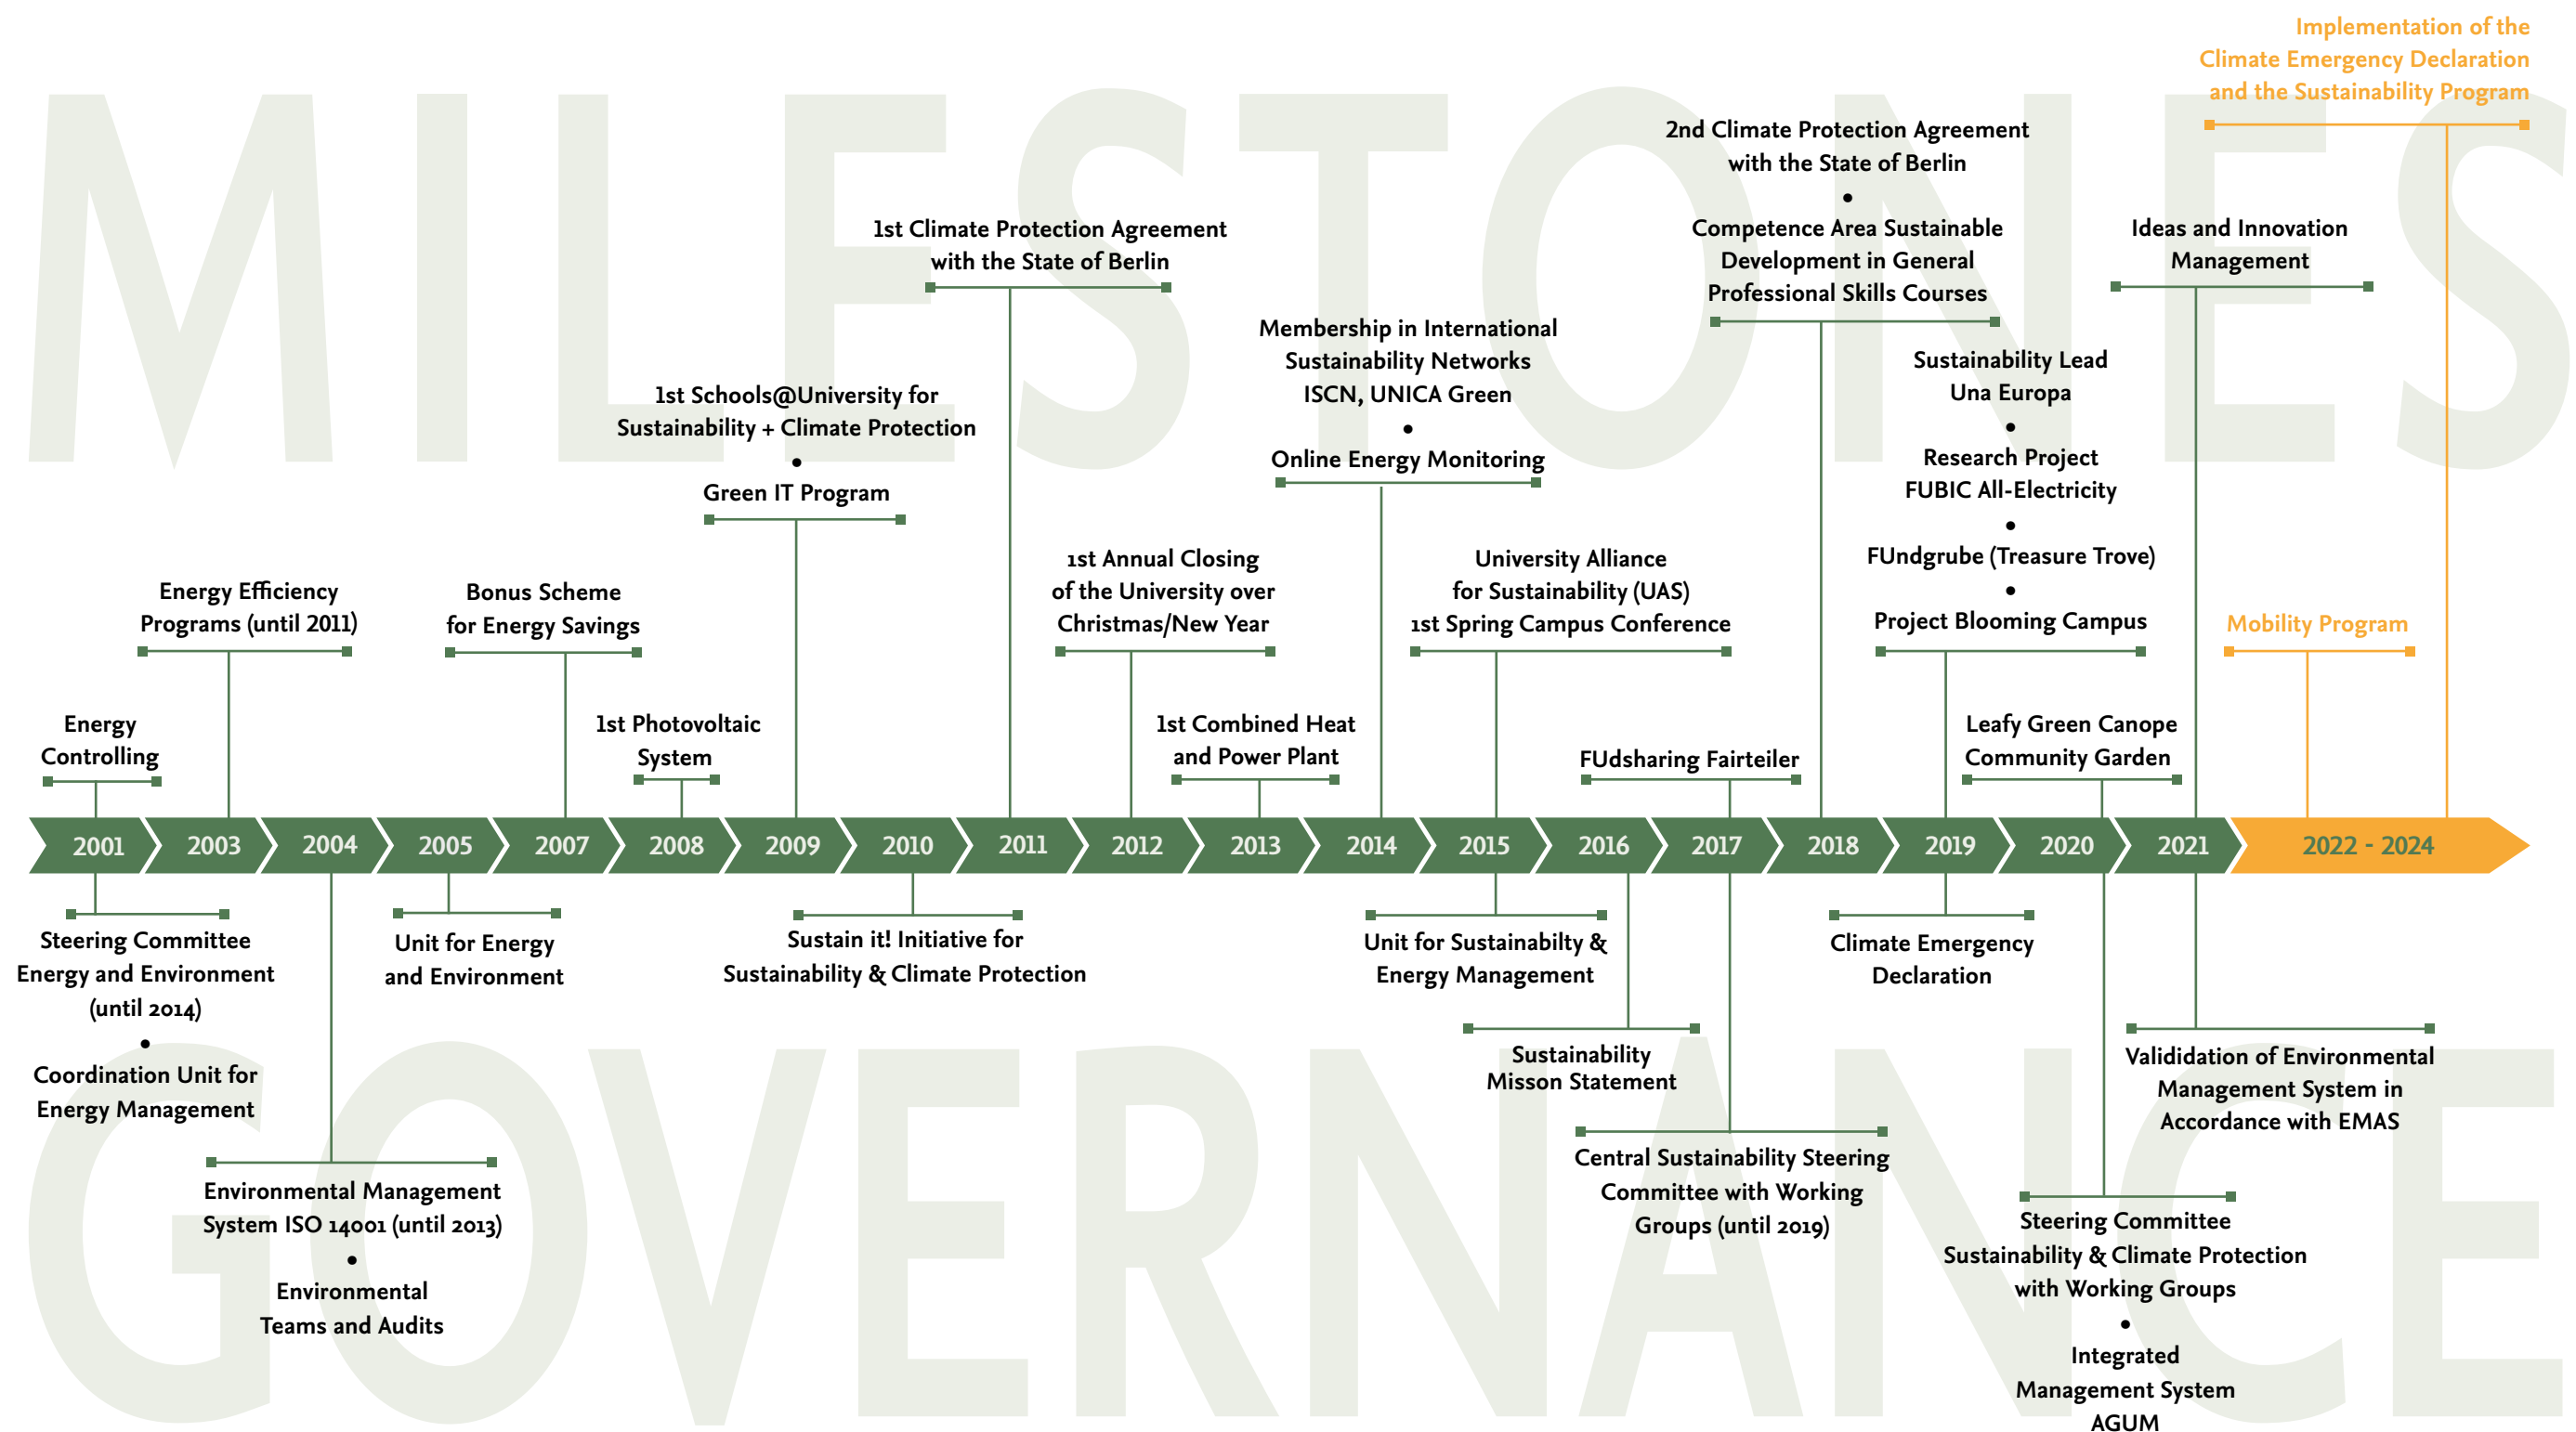 MILESTONES
Implementation of the
Climate Emergency Declaration
and the Sustainability Program
2nd Climate Protection Agreement
with the State of Berlin
•
Competence Area Sustainable
Development in General
Professional Skills Courses
Ideas and Innovation
Management
1st Climate Protection Agreement
with the State of Berlin
Membership in International
Sustainability Networks
ISCN, UNICA Green
•
Online Energy Monitoring
Sustainability Lead
Una Europa
•
Research Project
FUBIC All-Electricity
•
FUndgrube (Treasure Trove)
•
Project Blooming Campus
1st Schools@University for
Sustainability + Climate Protection
•
Green IT Program
Energy Efficiency
Programs (until 2011)
Bonus Scheme
for Energy Savings
1st Annual Closing
of the University over
Christmas/New Year
University Alliance
for Sustainability (UAS)
1st Spring Campus Conference
Mobility Program
Energy
Controlling
1st Photovoltaic
System
1st Combined Heat
and Power Plant
FUdsharing Fairteiler
Leafy Green Canope
Community Garden
2001 2003 2004 2005 2007 2008 2009 2010 2011 2012 2013 2014 2015 2016 2017 2018 2019 2020 2021 2022 - 2024
Steering Committee
Energy and Environment
(until 2014)
•
Coordination Unit for
Energy Management
Unit for Energy
and Environment
Sustain it! Initiative for
Sustainability & Climate Protection
Unit for Sustainabilty &
Energy Management
Climate Emergency
Declaration
Sustainability
Misson Statement
Valididation of Environmental
Management System in
Accordance with EMAS
Environmental Management
System ISO 14001 (until 2013)
•
Environmental
Teams and Audits
Central Sustainability Steering
Committee with Working
Groups (until 2019)
Steering Committee
Sustainability & Climate Protection
with Working Groups
•
Integrated
Management System
AGUM
GOVERNANCE